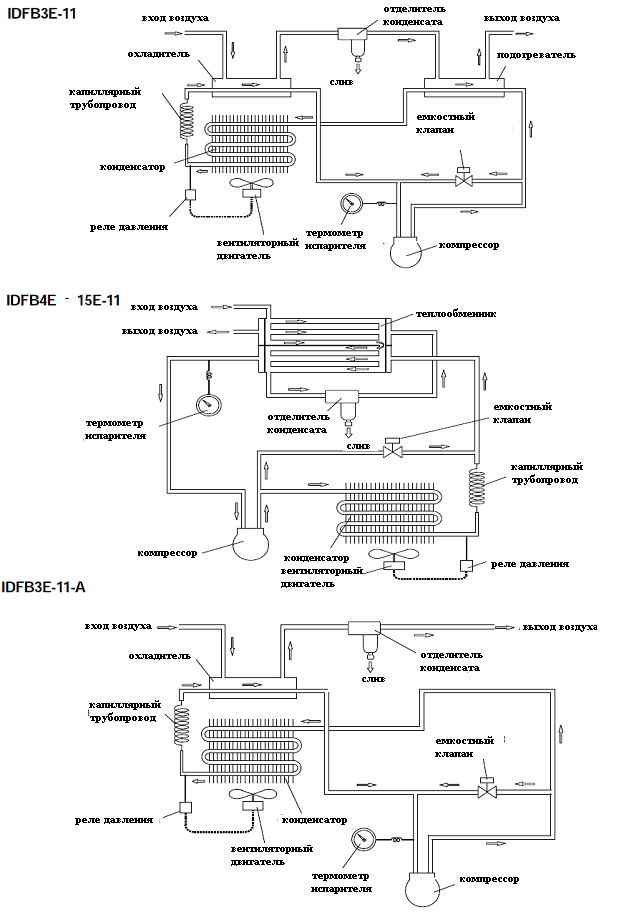 IDFB3E-11
вход воздуха
отделитель
конденсата
выход воздуха
охладитель
подогреватель
слив
капиллярный
трубопровод
емкостный
клапан
конденсатор
реле давления
вентиляторный
двигатель
термометр
испарителя
компрессор
IDFB4E - 15E-11
вход воздуха
выход воздуха
теплообменник
термометр
испарителя
отделитель
конденсата
слив
емкостный
клапан
капиллярный
трубопровод
компрессор
конденсатор
вентиляторный
двигатель
реле давления
IDFB3E-11-A
вход воздуха
выход воздуха
охладитель
отделитель
конденсата
слив
капиллярный
трубопровод
емкостный
клапан
реле давления
конденсатор
вентиляторный
двигатель
термометр
испарителя
компрессор